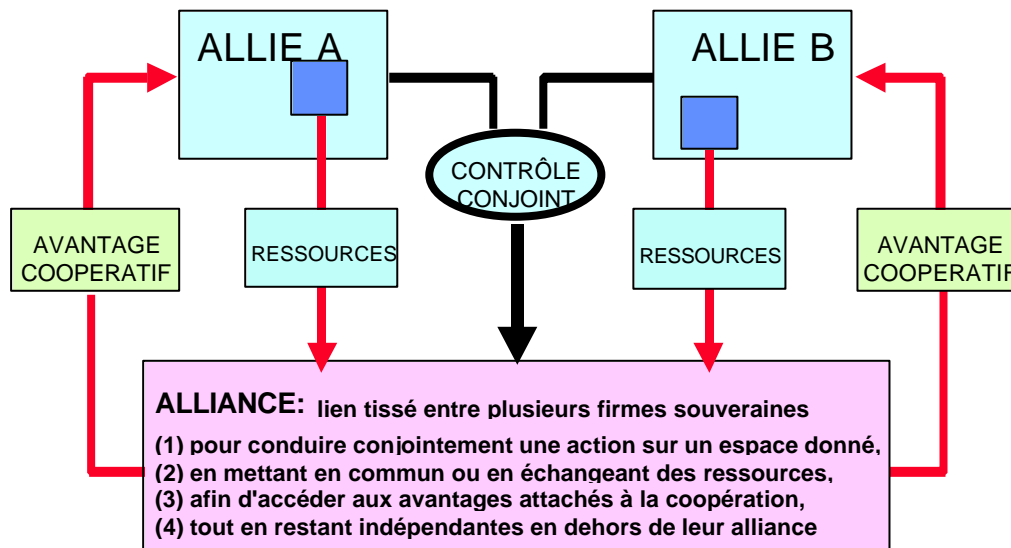 ALLIE A
ALLIE B
CONTRÔLE
CONJOINT
AVANTAGE
COOPERATIF
RESSOURCES
RESSOURCES
AVANTAGE
COOPERATIF
ALLIANCE: lien tissé entre plusieurs firmes souveraines
(1) pour conduire conjointement une action sur un espace donné,
(2) en mettant en commun ou en échangeant des ressources,
(3) afin d'accéder aux avantages attachés à la coopération,
(4) tout en restant indépendantes en dehors de leur alliance